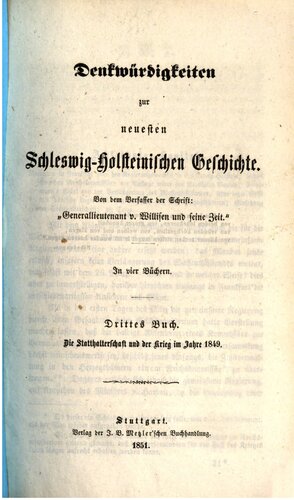 Denkwürdigkeiten
zur
neuesten
Schleswig-Holsteinischen Geschichte.
Von dem Verfasser der Schrift:
„Generallieutenant v. Willisen und seine Zeit.“
In vier Büchern.
Drittes Buch.
Die Statthalterschaft und der Krieg im Jahre 1849.
Stuttgart.
Verlag der J. B. Metzler'schen Buchhandlung.
1851.